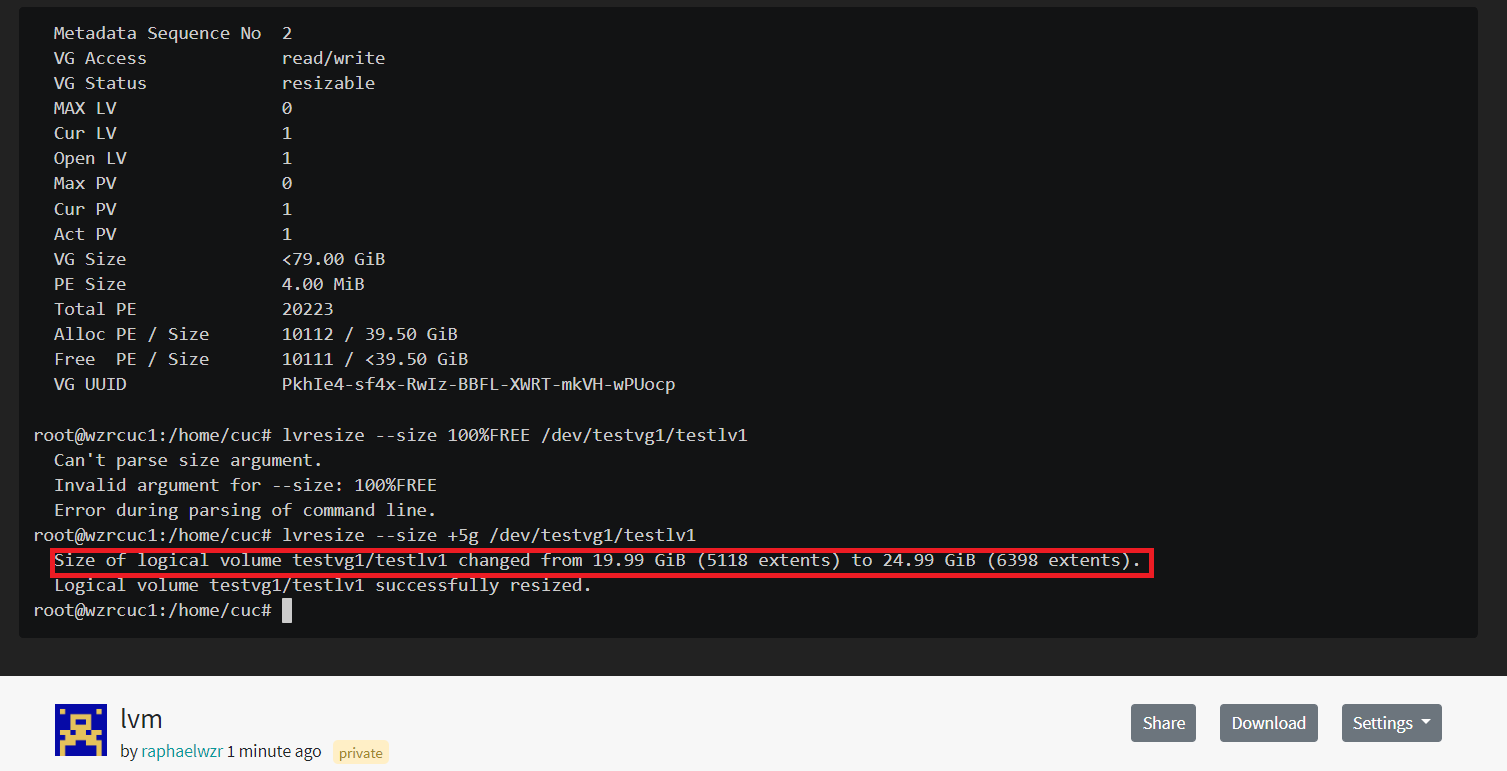 Metadata Sequence No  2
VG Access             read/write
VG Status             resizable
MAX LV                0
Cur LV                1
Open LV               1
Max PV                0
Cur PV                1
Act PV                1
VG Size               <79.00 GiB
PE Size               4.00 MiB
Total PE              20223
Alloc PE / Size       10112 / 39.50 GiB
Free  PE / Size       10111 / <39.50 GiB
VG UUID               PkhIe4-sf4x-RwIz-BBFL-XWRT-mkVH-wPUocp
root@wzrcuc1:/home/cuc# lvresize --size 100%FREE /dev/testvg1/testlv1
Can't parse size argument.
Invalid argument for --size: 100%FREE
Error during parsing of command line.
root@wzrcuc1:/home/cuc# lvresize --size +5g /dev/testvg1/testlv1
Size of logical volume testvg1/testlv1 changed from 19.99 GiB (5118 extents) to 24.99 GiB (6398 extents).
Logical volume testvg1/testlv1 successfully resized.
root@wzrcuc1:/home/cuc#
lvm
by raphaelwzr 1 minute ago private
Share Download Settings